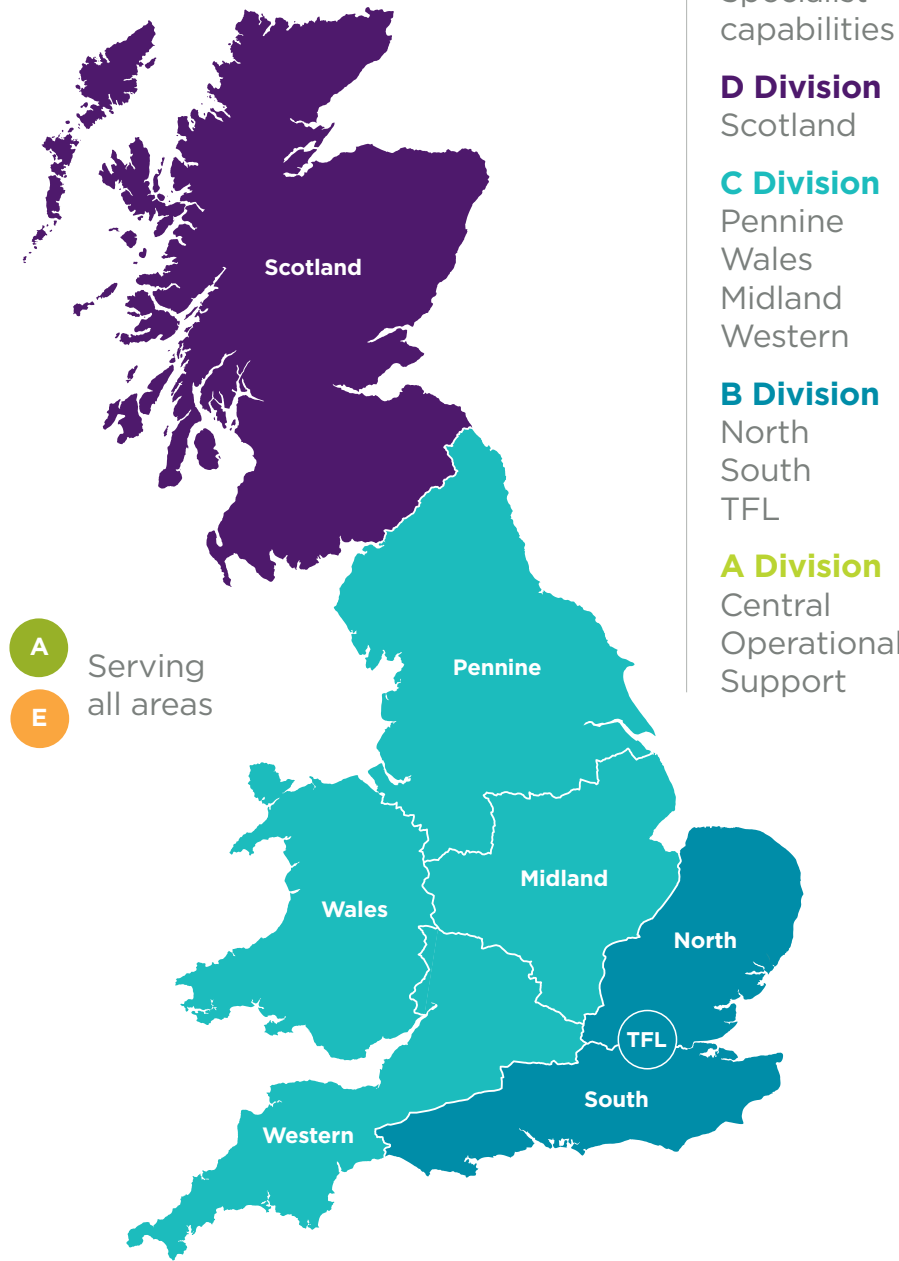 capabilities
D Division
Scotland
C Division
Pennine
Wales
Midland
Western
B Division
North
South
TFL
A Division
Central
Operational
Support
Scotland
Pennine
A
E
Serving
all areas
Midland
Wales
North
TFL
South
Western